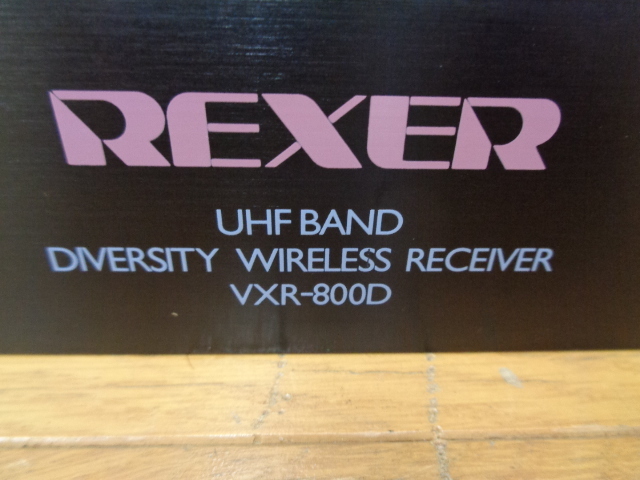 REXER
UHF BAND
DIVERSITY WIRELESS RECEIVER
VXR-800D